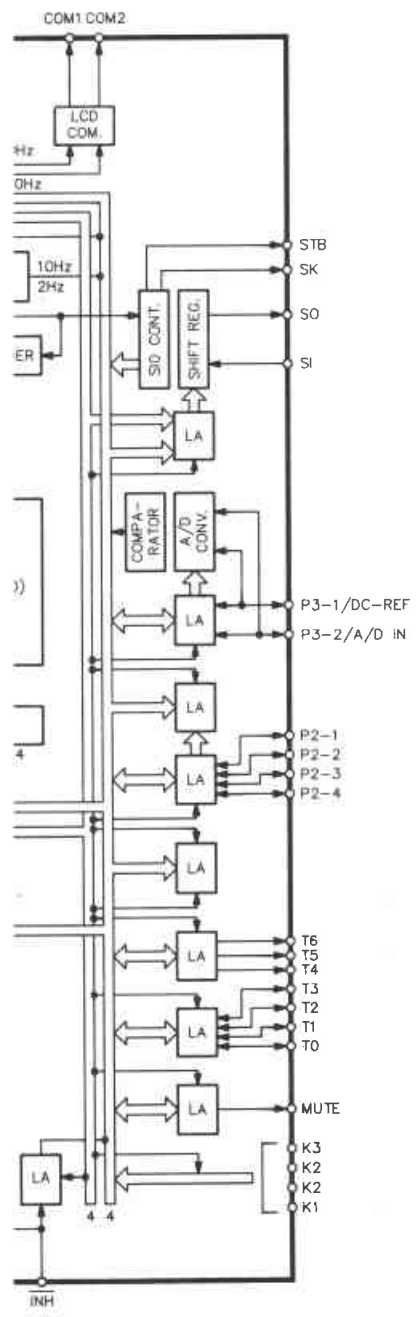 COM1 COM2
LCD
COM.
Hz
0Hz
10Hz
2Hz
ER
SIO CONT.
SHIFT REG.
STB
SK
SO
SI
LA
COMPA-
RATOR
A/D
CONV.
)
LA
P3-1/DC-REF
P3-2/A/D IN
LA
4
LA
P2-1
P2-2
P2-3
P2-4
LA
LA
T6
T5
T4
LA
T3
T2
T1
T0
LA
MUTE
LA
K3
K2
K2
K1
4 4
INH